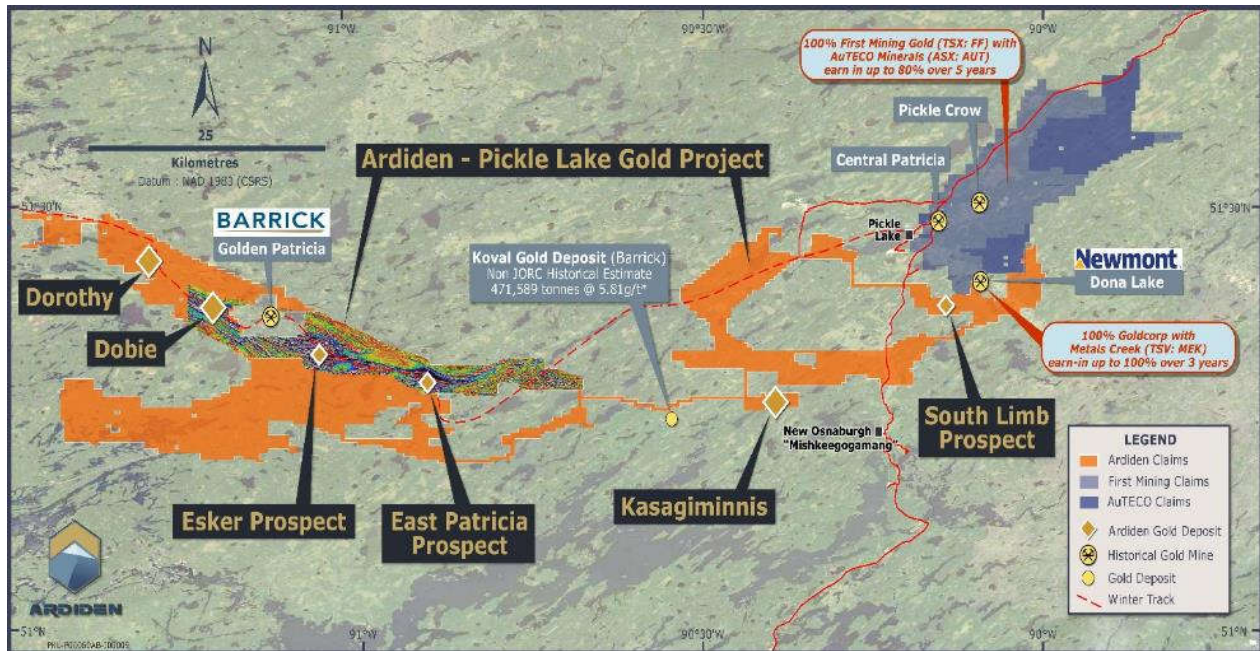 91°W
90°30'W
90°W
N
25
Kilometres
Datum : NAD 1983 (CSRS)
51°30'N
51°30'N
100% First Mining Gold (TSX: FF) with
AuTECO Minerals (ASX: AUT)
earn in up to 80% over 5 years
Pickle Crow
Central Patricia
Ardiden - Pickle Lake Gold Project
BARRICK
Golden Patricia
Pickle
Lake
Koval Gold Deposit (Barrick)
Non JORC Historical Estimate
471,589 tonnes @ 5.81g/t*
Newmont
Dona Lake
Dorothy
Dobie
100% Goldcorp with
Metals Creek (TSV: MEK)
earn-in up to 100% over 3 years
South Limb
Prospect
New Osnaburgh
"Mishkeegogamang"
Esker Prospect
East Patricia
Prospect
Kasagiminnis
LEGEND
Ardiden Claims
First Mining Claims
AuTECO Claims
Ardiden Gold Deposit
Historical Gold Mine
Gold Deposit
Winter Track
ARDIDEN
51°N
91°W
90°30'W
90°W
51°N